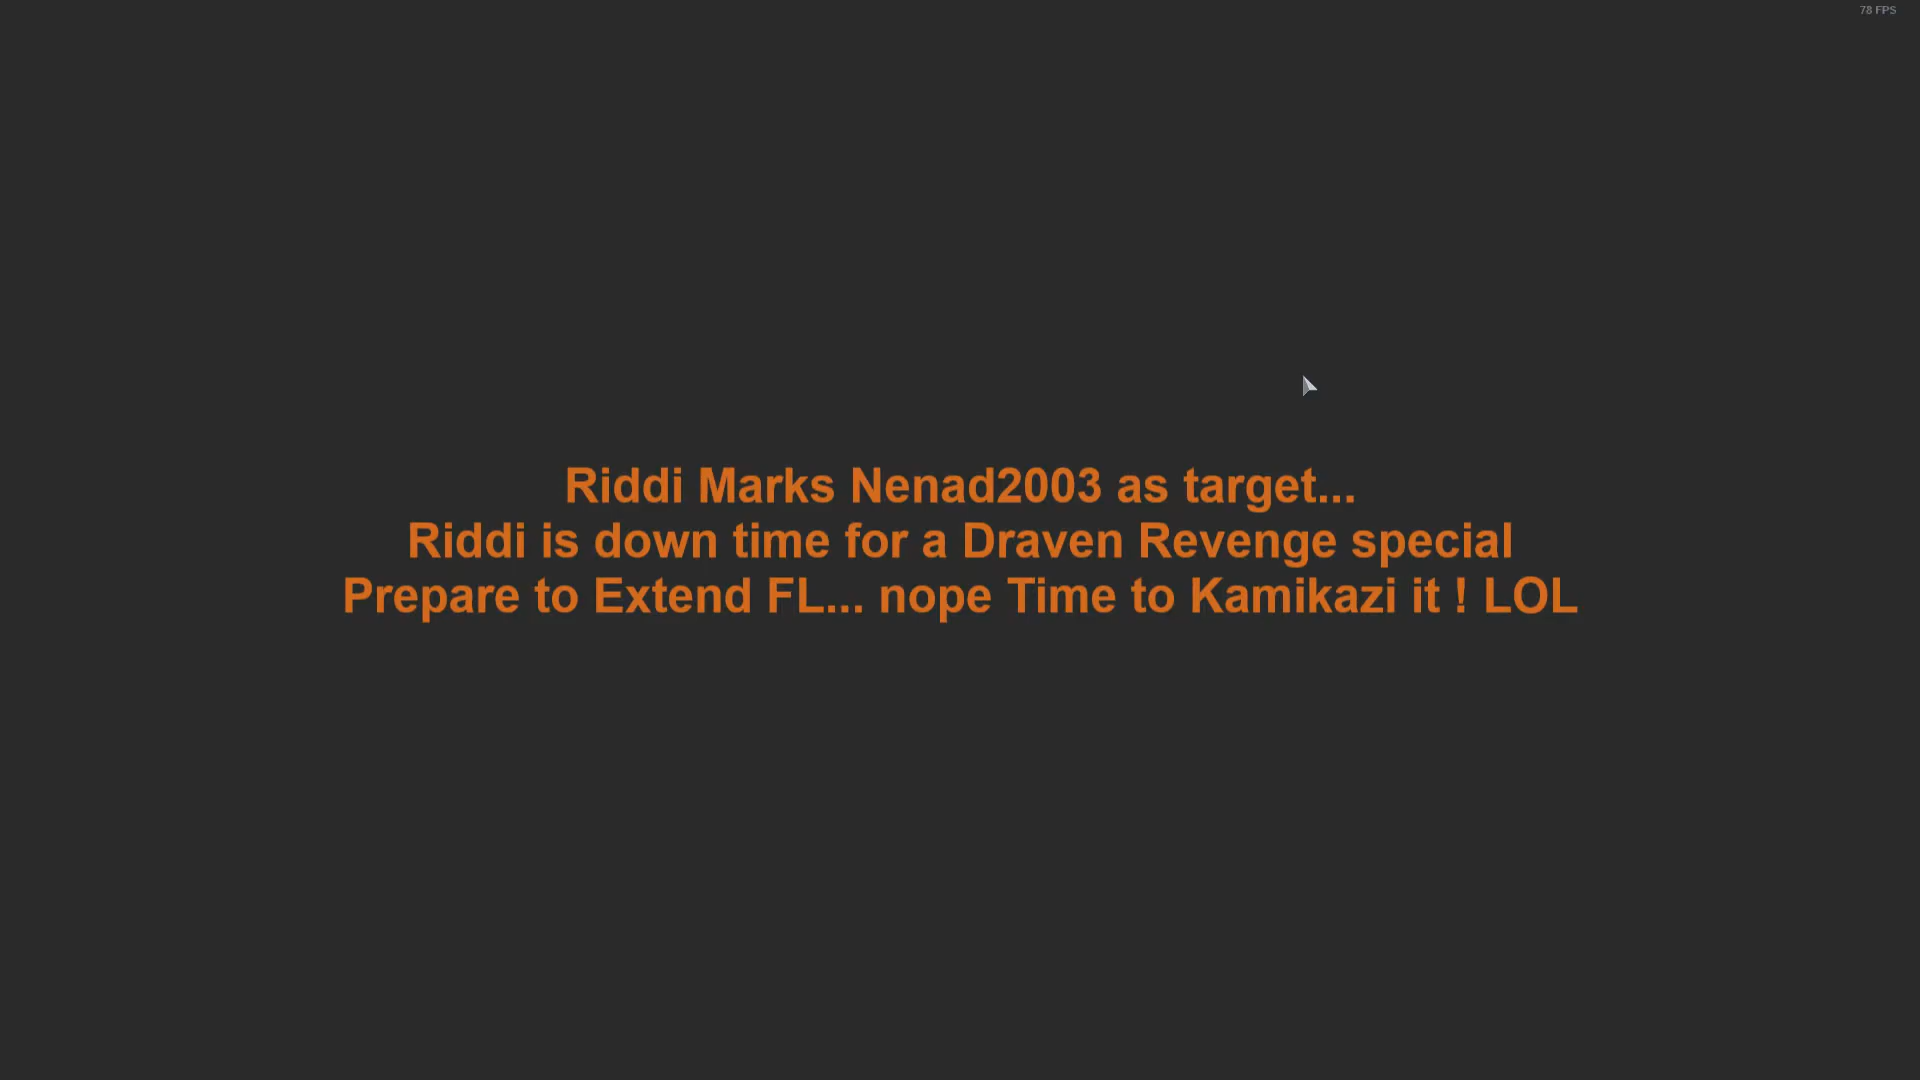 78 FPS
Riddi Marks Nenad2003 as target...
Riddi is down time for a Draven Revenge special
Prepare to Extend FL... nope Time to Kamikazi it ! LOL